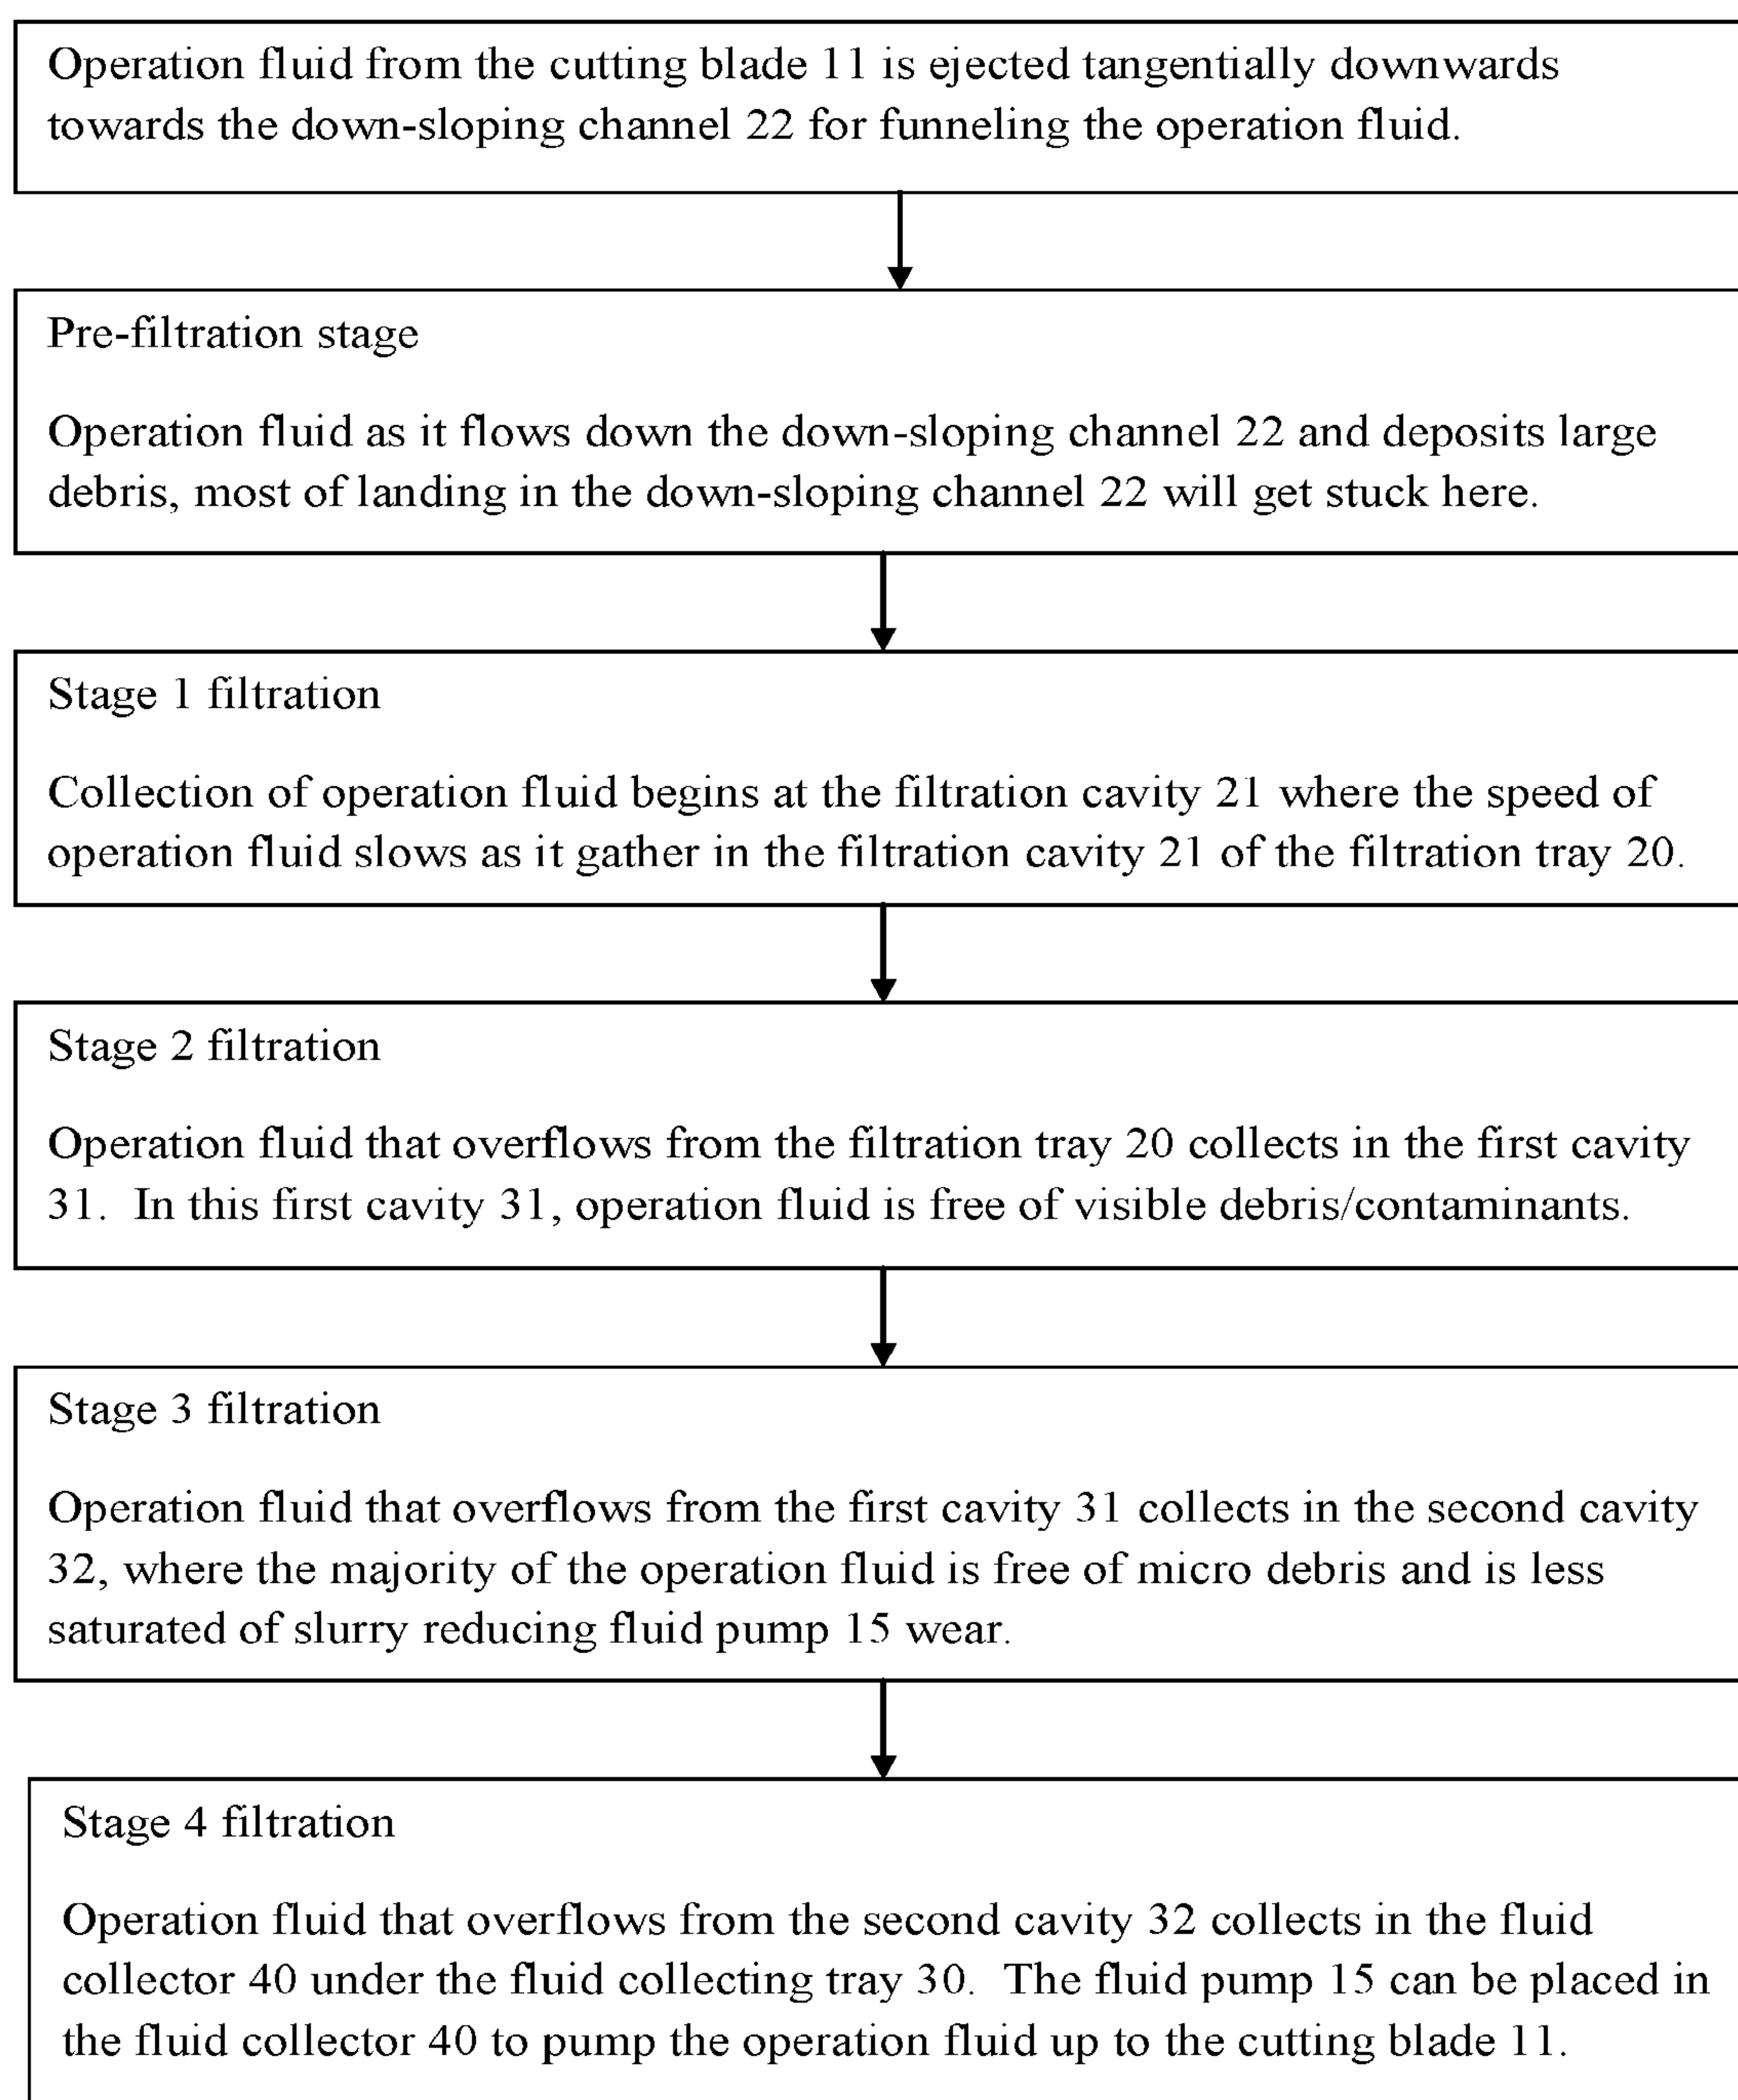 Operation fluid from the cutting blade 11 is ejected tangentially downwards
towards the down-sloping channel 22 for funneling the operation fluid.
Pre-filtration stage
Operation fluid as it flows down the down-sloping channel 22 and deposits large
debris, most of landing in the down-sloping channel 22 will get stuck here.
Stage 1 filtration
Collection of operation fluid begins at the filtration cavity 21 where the speed of
operation fluid slows as it gather in the filtration cavity 21 of the filtration tray 20.
Stage 2 filtration
Operation fluid that overflows from the filtration tray 20 collects in the first cavity
31.  In this first cavity 31, operation fluid is free of visible debris/contaminants.
Stage 3 filtration
Operation fluid that overflows from the first cavity 31 collects in the second cavity
32, where the majority of the operation fluid is free of micro debris and is less
saturated of slurry reducing fluid pump 15 wear.
Stage 4 filtration
Operation fluid that overflows from the second cavity 32 collects in the fluid
collector 40 under the fluid collecting tray 30.  The fluid pump 15 can be placed in
the fluid collector 40 to pump the operation fluid up to the cutting blade 11.